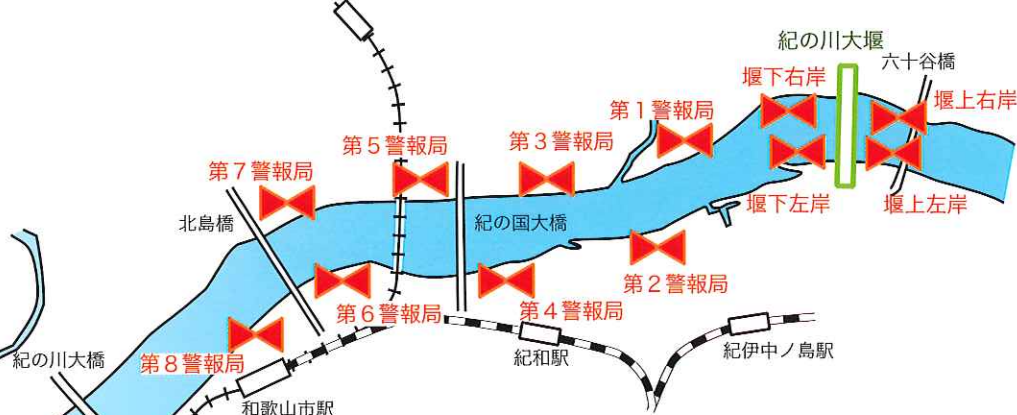 紀の川大堰
六十谷橋
堰下右岸
堰上右岸
第1警報局
第3警報局
第5警報局
第7警報局
北島橋
紀の国大橋
堰下左岸
堰上左岸
第2警報局
第4警報局
第6警報局
第8警報局
紀の川大橋
紀和駅
紀伊中ノ島駅
和歌山市駅